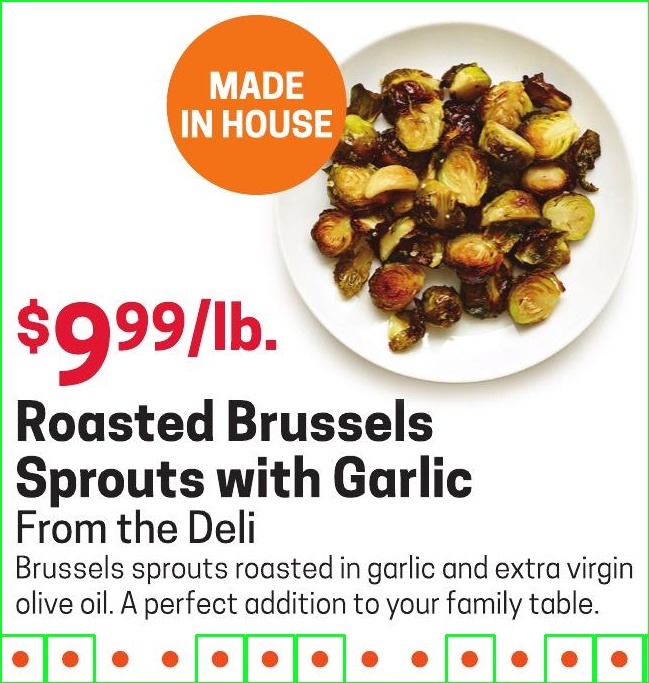 MADE
IN HOUSE
$9.99/lb.
Roasted Brussels
Sprouts with Garlic
From the Deli
Brussels sprouts roasted in garlic and extra virgin
olive oil. A perfect addition to your family table.